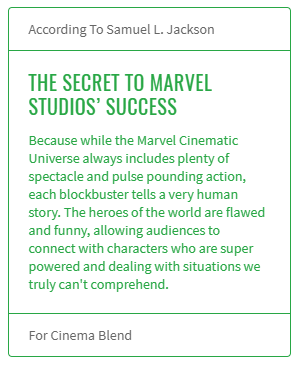 According To Samuel L. Jackson
THE SECRET TO MARVEL
STUDIOS’ SUCCESS
Because while the Marvel Cinematic
Universe always includes plenty of
spectacle and pulse pounding action,
each blockbuster tells a very human
story. The heroes of the world are flawed
and funny, allowing audiences to
connect with characters who are super
powered and dealing with situations we
truly can't comprehend.
For Cinema Blend